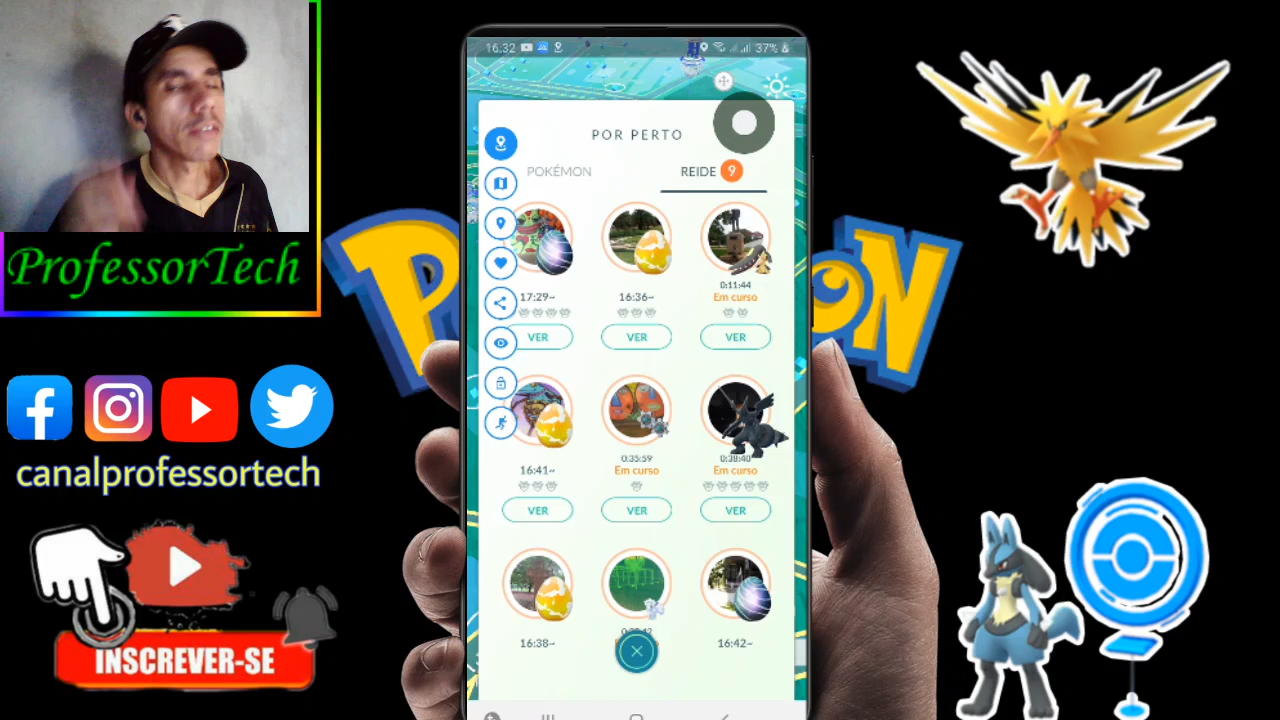 16.32
37%
POR PERTO
POKÉMON
REIDE 9
17:29~
16:36~
0:11:44
Em curso
VER
VER
VER
16:41~
0:35:59
Em curso
0:38:40
Em curso
VER
VER
VER
16:38~
16:42~
ProfessorTech
canalprofessortech
INSCREVER-SE